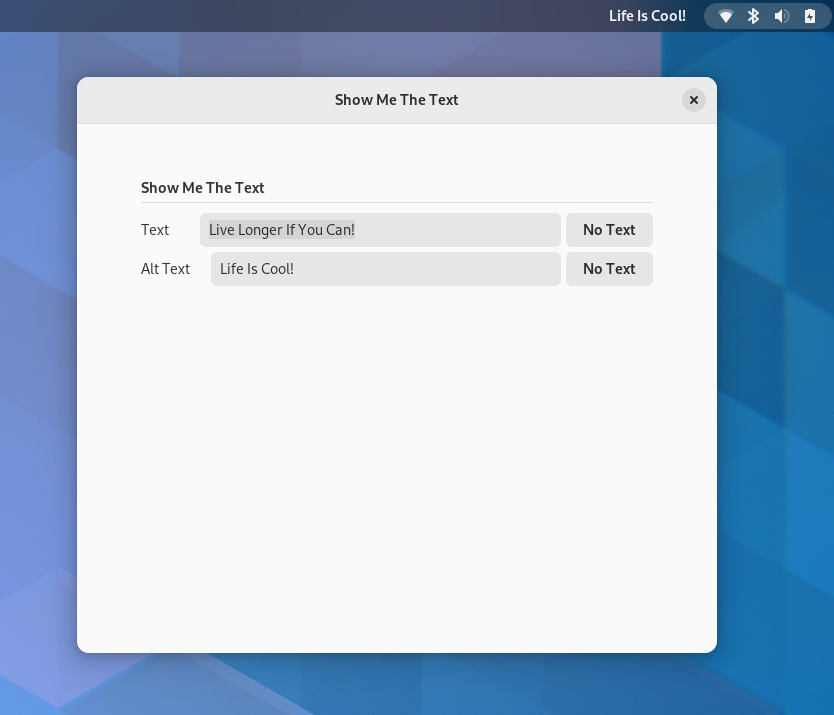 Life Is Cool!
Show Me The Text
Show Me The Text
Text Live Longer If You Can! No Text
Alt Text Life Is Cool! No Text